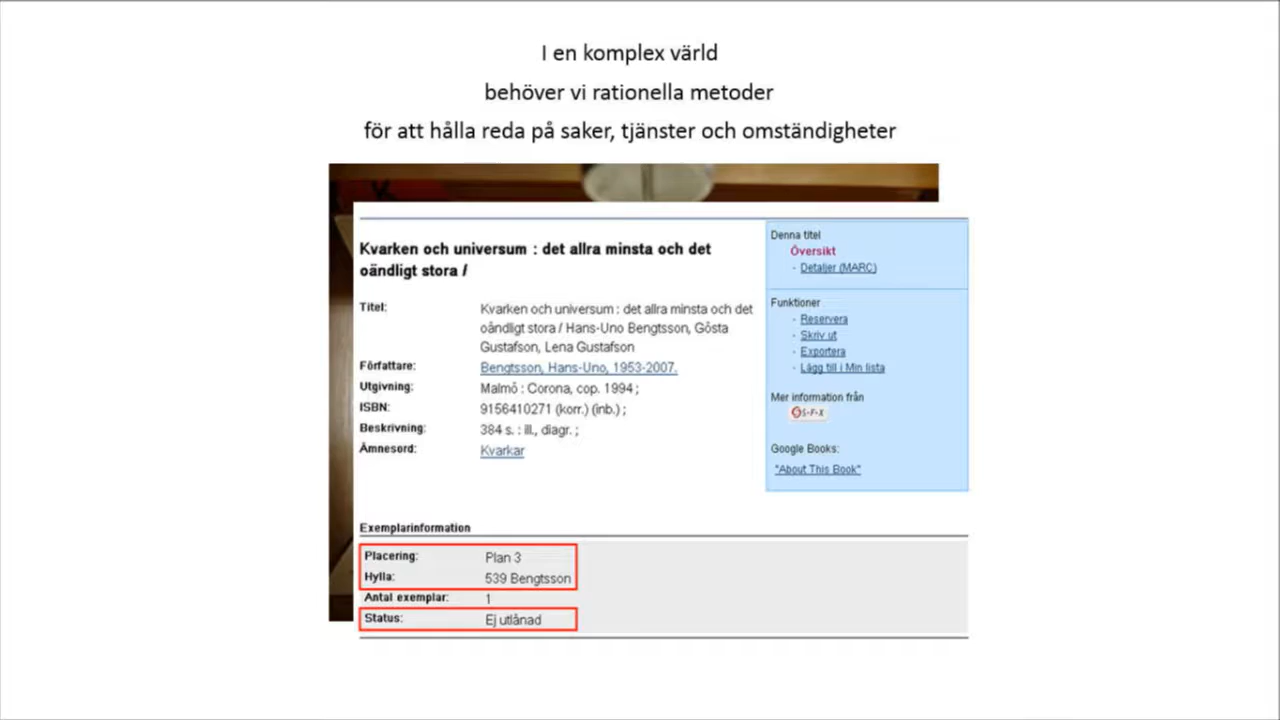 I en komplex värld
behöver vi rationella metoder
för att hålla reda på saker, tjänster och omständigheter
Kvarken och universum : det allra minsta och det
oändligt stora /
Titel: Kvarken och universum : det allra minsta och det
oändligt stora / Hans-Uno Bengtsson, Gösta
Gustafson, Lena Gustafson
Författare: Bengtsson, Hans-Uno, 1953-2007.
Utgivning: Malmö : Corona, cop. 1994 ;
ISBN: 9156410271 (korr.) (inb.) ;
Beskrivning: 384 s. : ill., diagr. ;
Ämnesord: Kvarkar
Denna titel
Översikt
- Detaljer (MARC)
Funktioner
- Reservera
- Skriv ut
- Exportera
- Lägg till i Min lista
Mer information från
S-F-X
Google Books:
"About This Book"
Exemplarinformation
Placering: Plan 3
Hylla: 539 Bengtsson
Antal exemplar: 1
Status: Ej utlånad